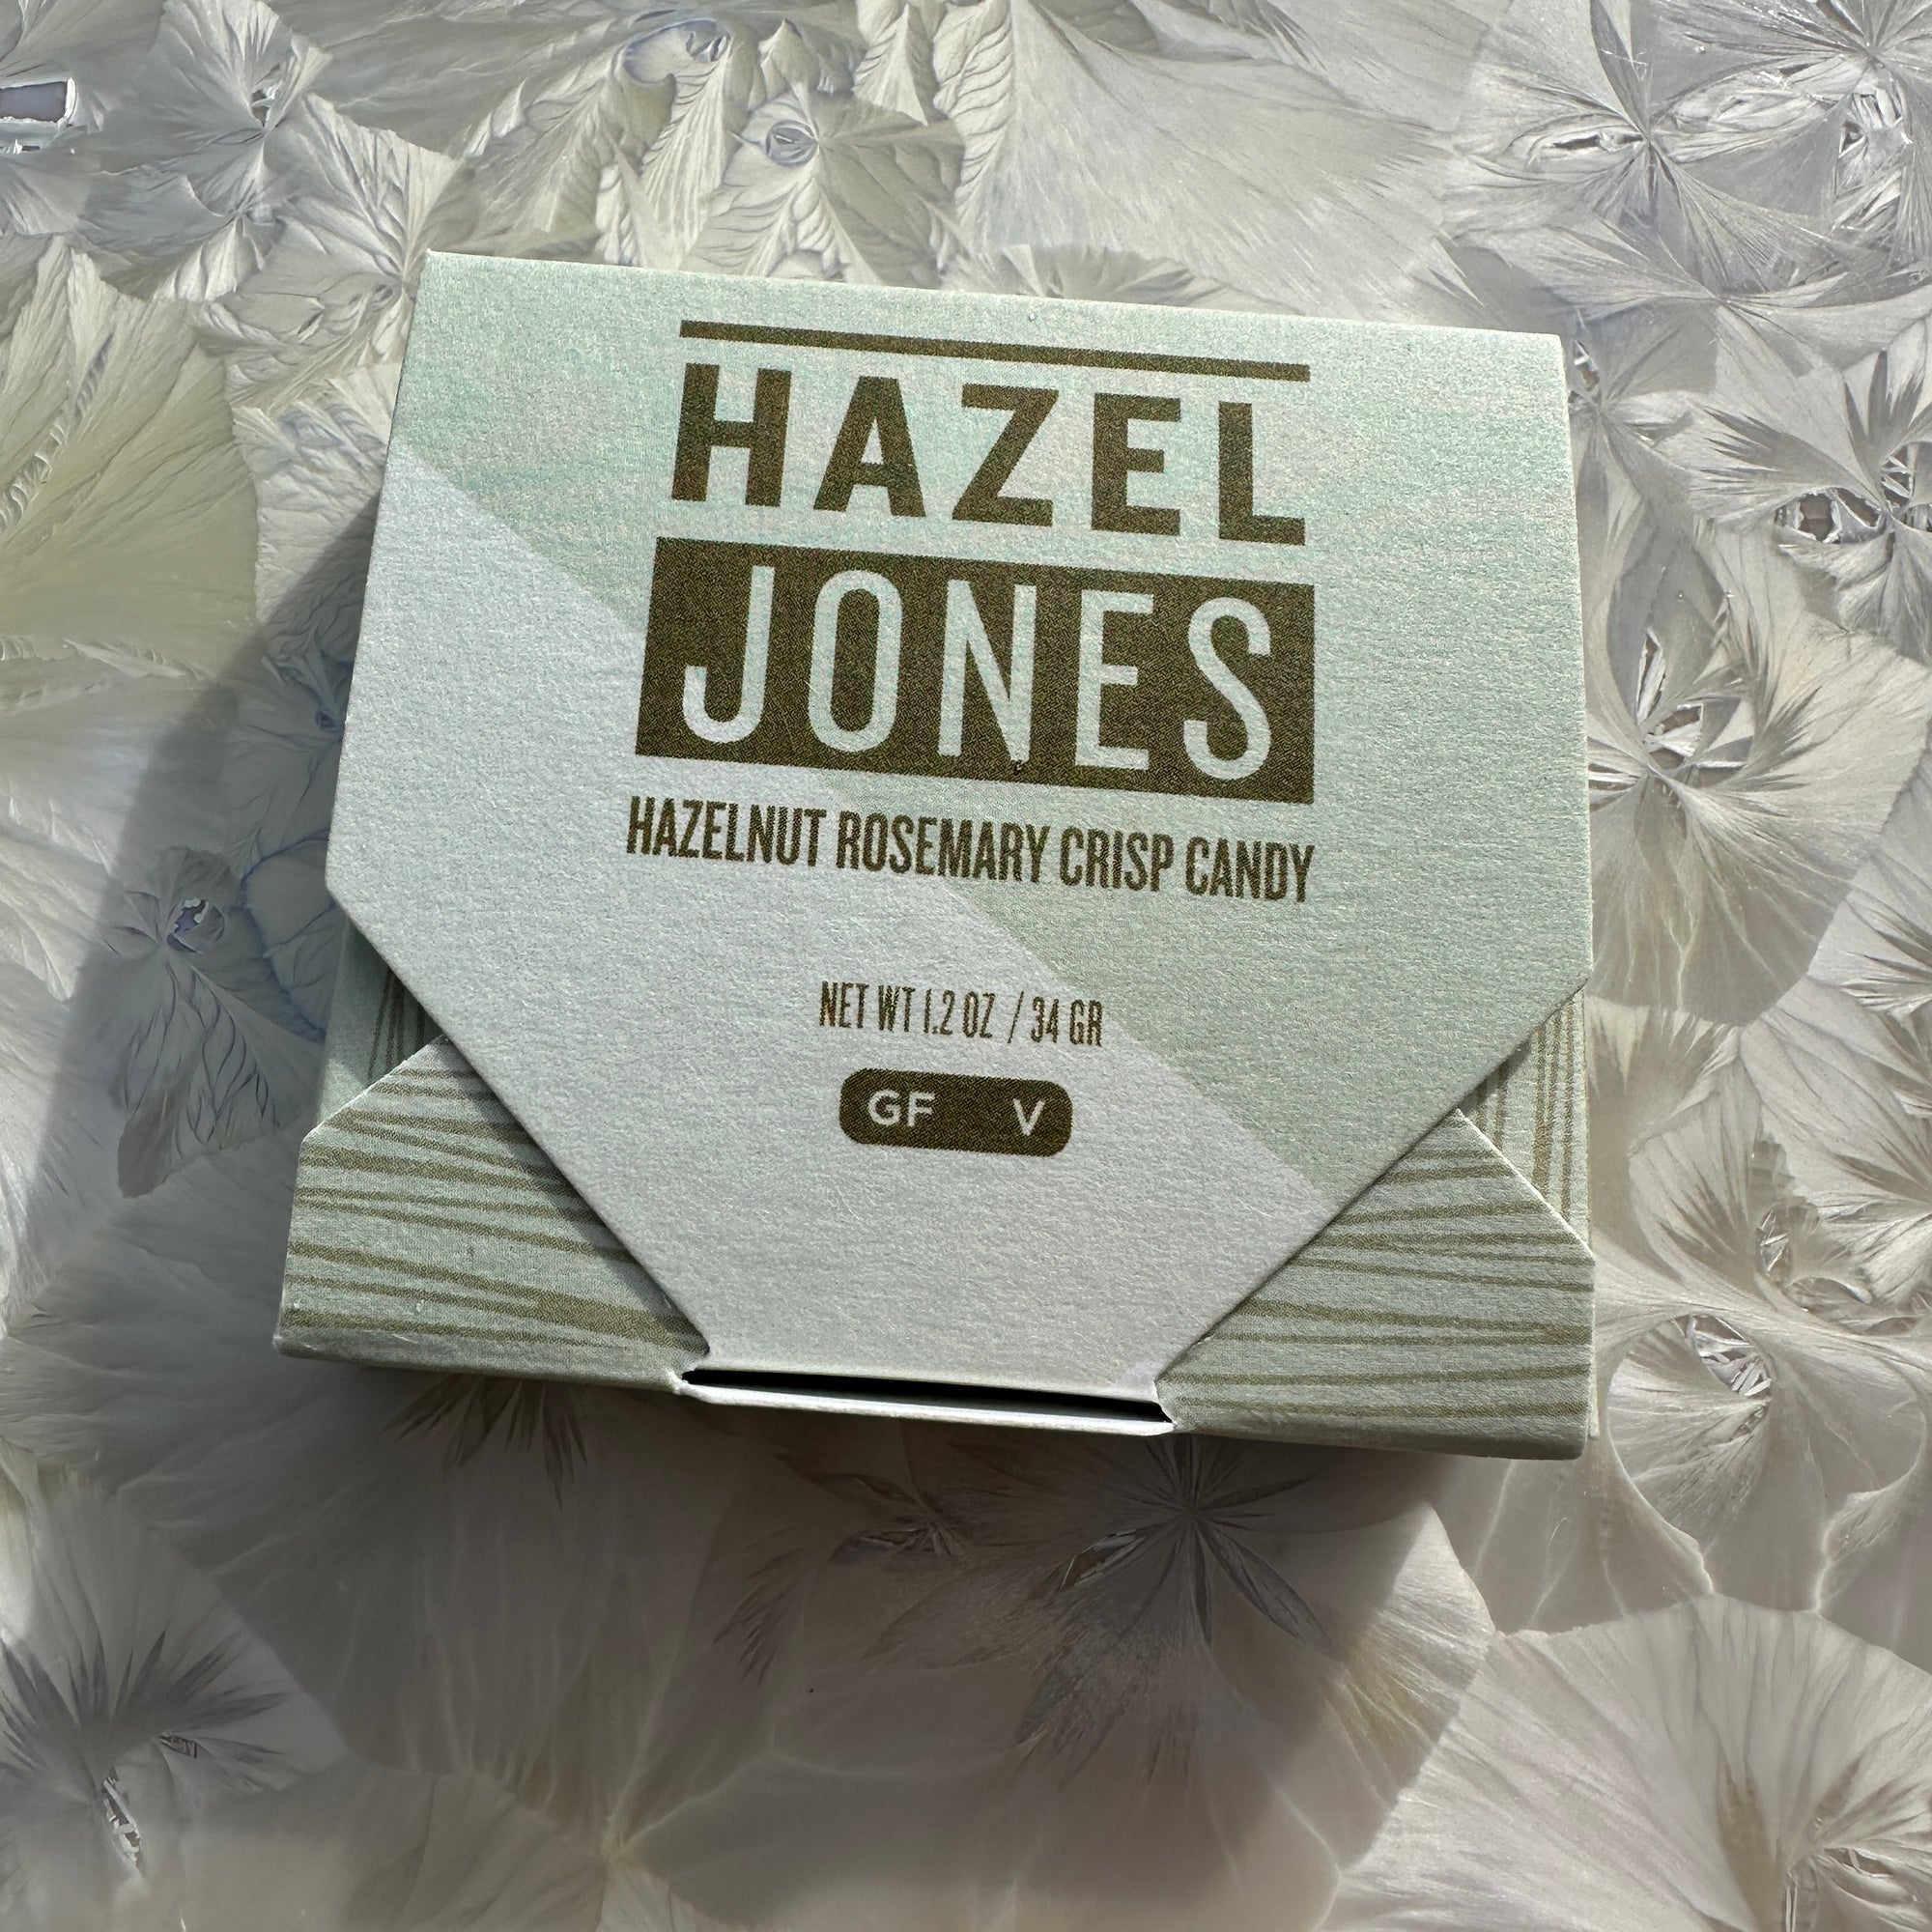 HAZEL
JONES
HAZELNUT ROSEMARY CRISP CANDY
NET WT 1.2 OZ / 34 GR
GF V